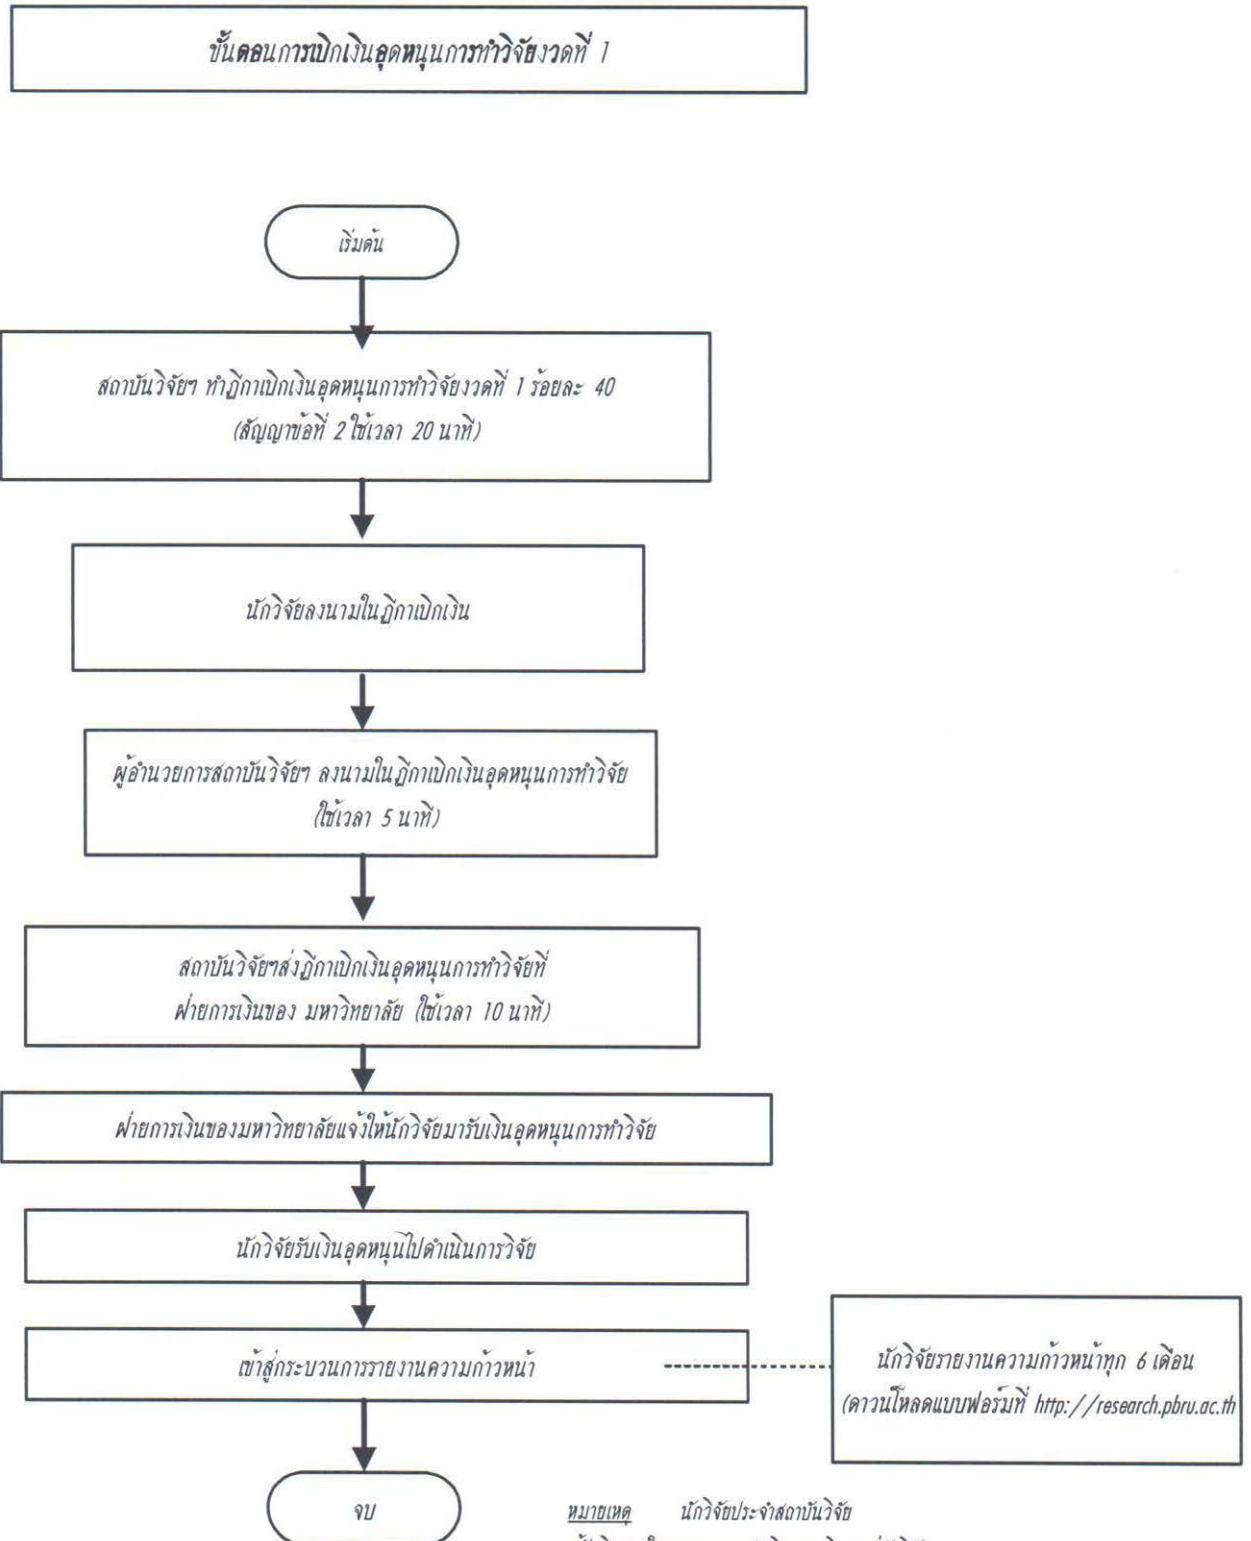 ขั้นตอนการเบิกเงินอุดหนุนการทำวิจัยงวดที่ 1
เริ่มต้น
สถาบันวิจัยฯ ทำฎีกาเบิกเงินอุดหนุนการทำวิจัยงวดที่ 1 ร้อยละ 40
(สัญญาข้อที่ 2 ใช้เวลา 20 นาที)
นักวิจัยลงนามในฎีกาเบิกเงิน
ผู้อำนวยการสถาบันวิจัยฯ ลงนามในฎีกาเบิกเงินอุดหนุนการทำวิจัย
(ใช้เวลา 5 นาที)
สถาบันวิจัยฯส่งฎีกาเบิกเงินอุดหนุนการทำวิจัยที่
ฝ่ายการเงินของ มหาวิทยาลัย (ใช้เวลา 10 นาที)
ฝ่ายการเงินของมหาวิทยาลัยแจ้งให้นักวิจัยมารับเงินอุดหนุนการทำวิจัย
นักวิจัยรับเงินอุดหนุนไปดำเนินการวิจัย
เข้าสู่กระบวนการรายงานความก้าวหน้า
นักวิจัยรายงานความก้าวหน้าทุก 6 เดือน
(ดาวน์โหลดแบบฟอร์มที่ http://research.pbru.ac.th
จบ
หมายเหตุ นักวิจัยประจำสถาบันวิจัย